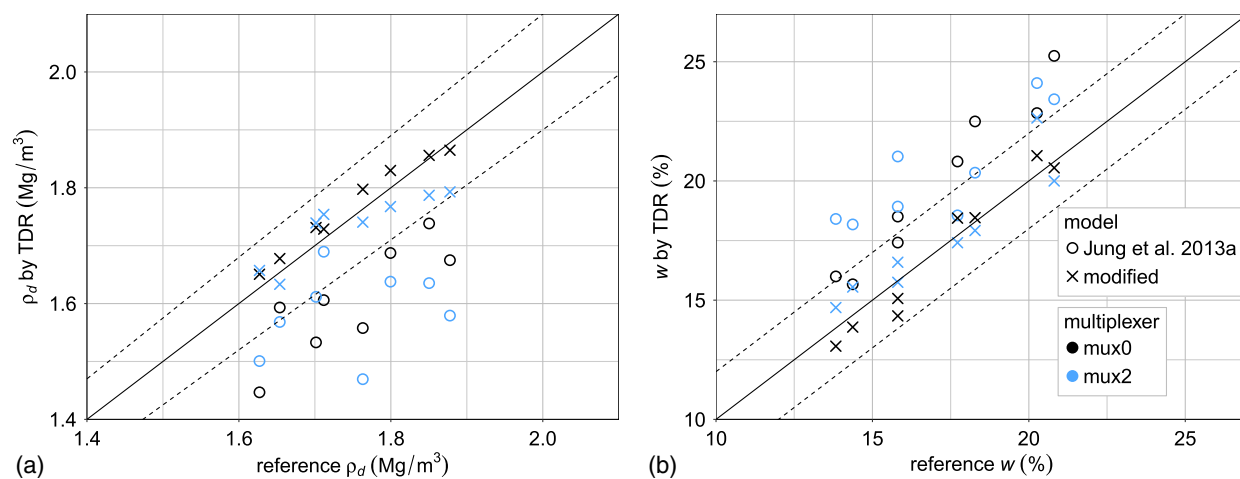 2.0
1.8
1.6
1.4
ρd by TDR (Mg/m³)
1.4 1.6 1.8 2.0
(a) reference ρd (Mg/m³)
25
20
15
10
w by TDR (%)
model
Jung et al. 2013a
modified
multiplexer
mux0
mux2
10 15 20 25
(b) reference w (%)